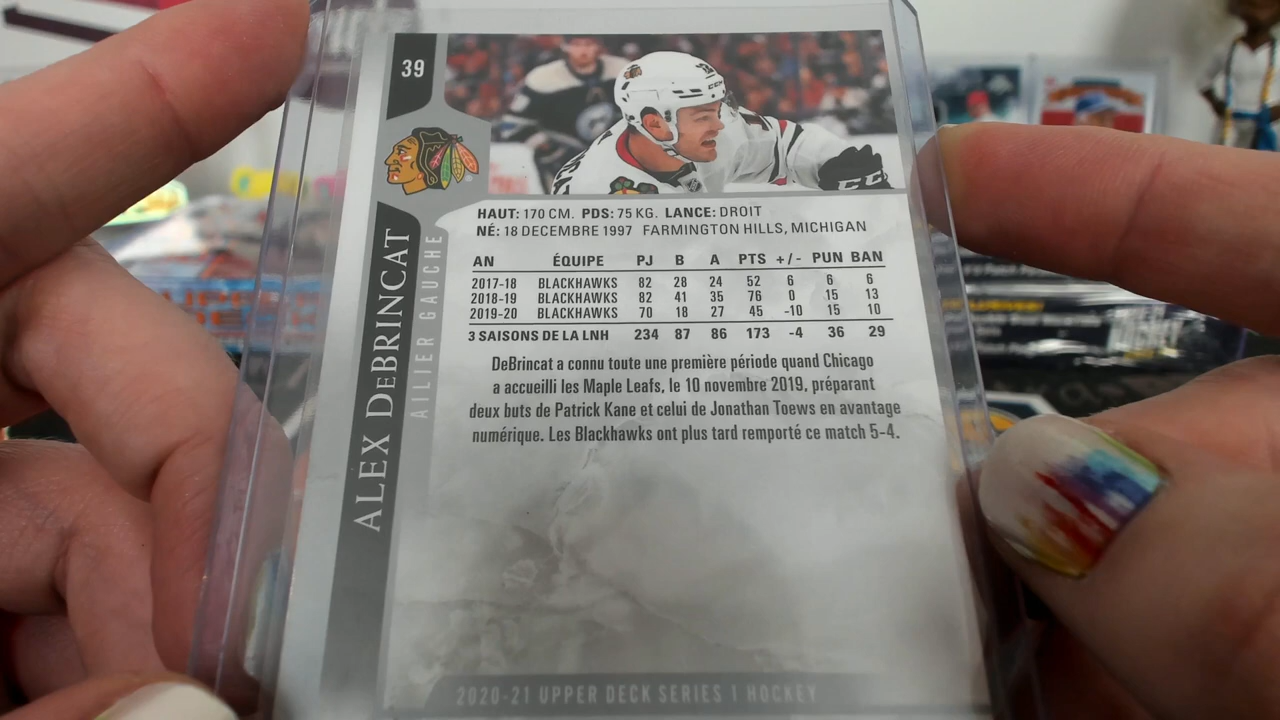 39
HAUT: 170 CM. PDS: 75 KG. LANCE: DROIT
NÉ: 18 DECEMBRE 1997 FARMINGTON HILLS, MICHIGAN
AN ÉQUIPE PJ B A PTS +/- PUN BAN
2017-18 BLACKHAWKS 82 28 24 52 6 6 6
2018-19 BLACKHAWKS 82 41 35 76 0 15 13
2019-20 BLACKHAWKS 70 18 27 45 -10 15 10
3 SAISONS DE LA LNH 234 87 86 173 -4 36 29
DeBrincat a connu toute une première période quand Chicago
a accueilli les Maple Leafs, le 10 novembre 2019, préparant
deux buts de Patrick Kane et celui de Jonathan Toews en avantage
numérique. Les Blackhawks ont plus tard remporté ce match 5-4.
ALEX DEBRINCAT
AILIER GAUCHE
2020-21 UPPER DECK SERIES 1 HOCKEY
CCM